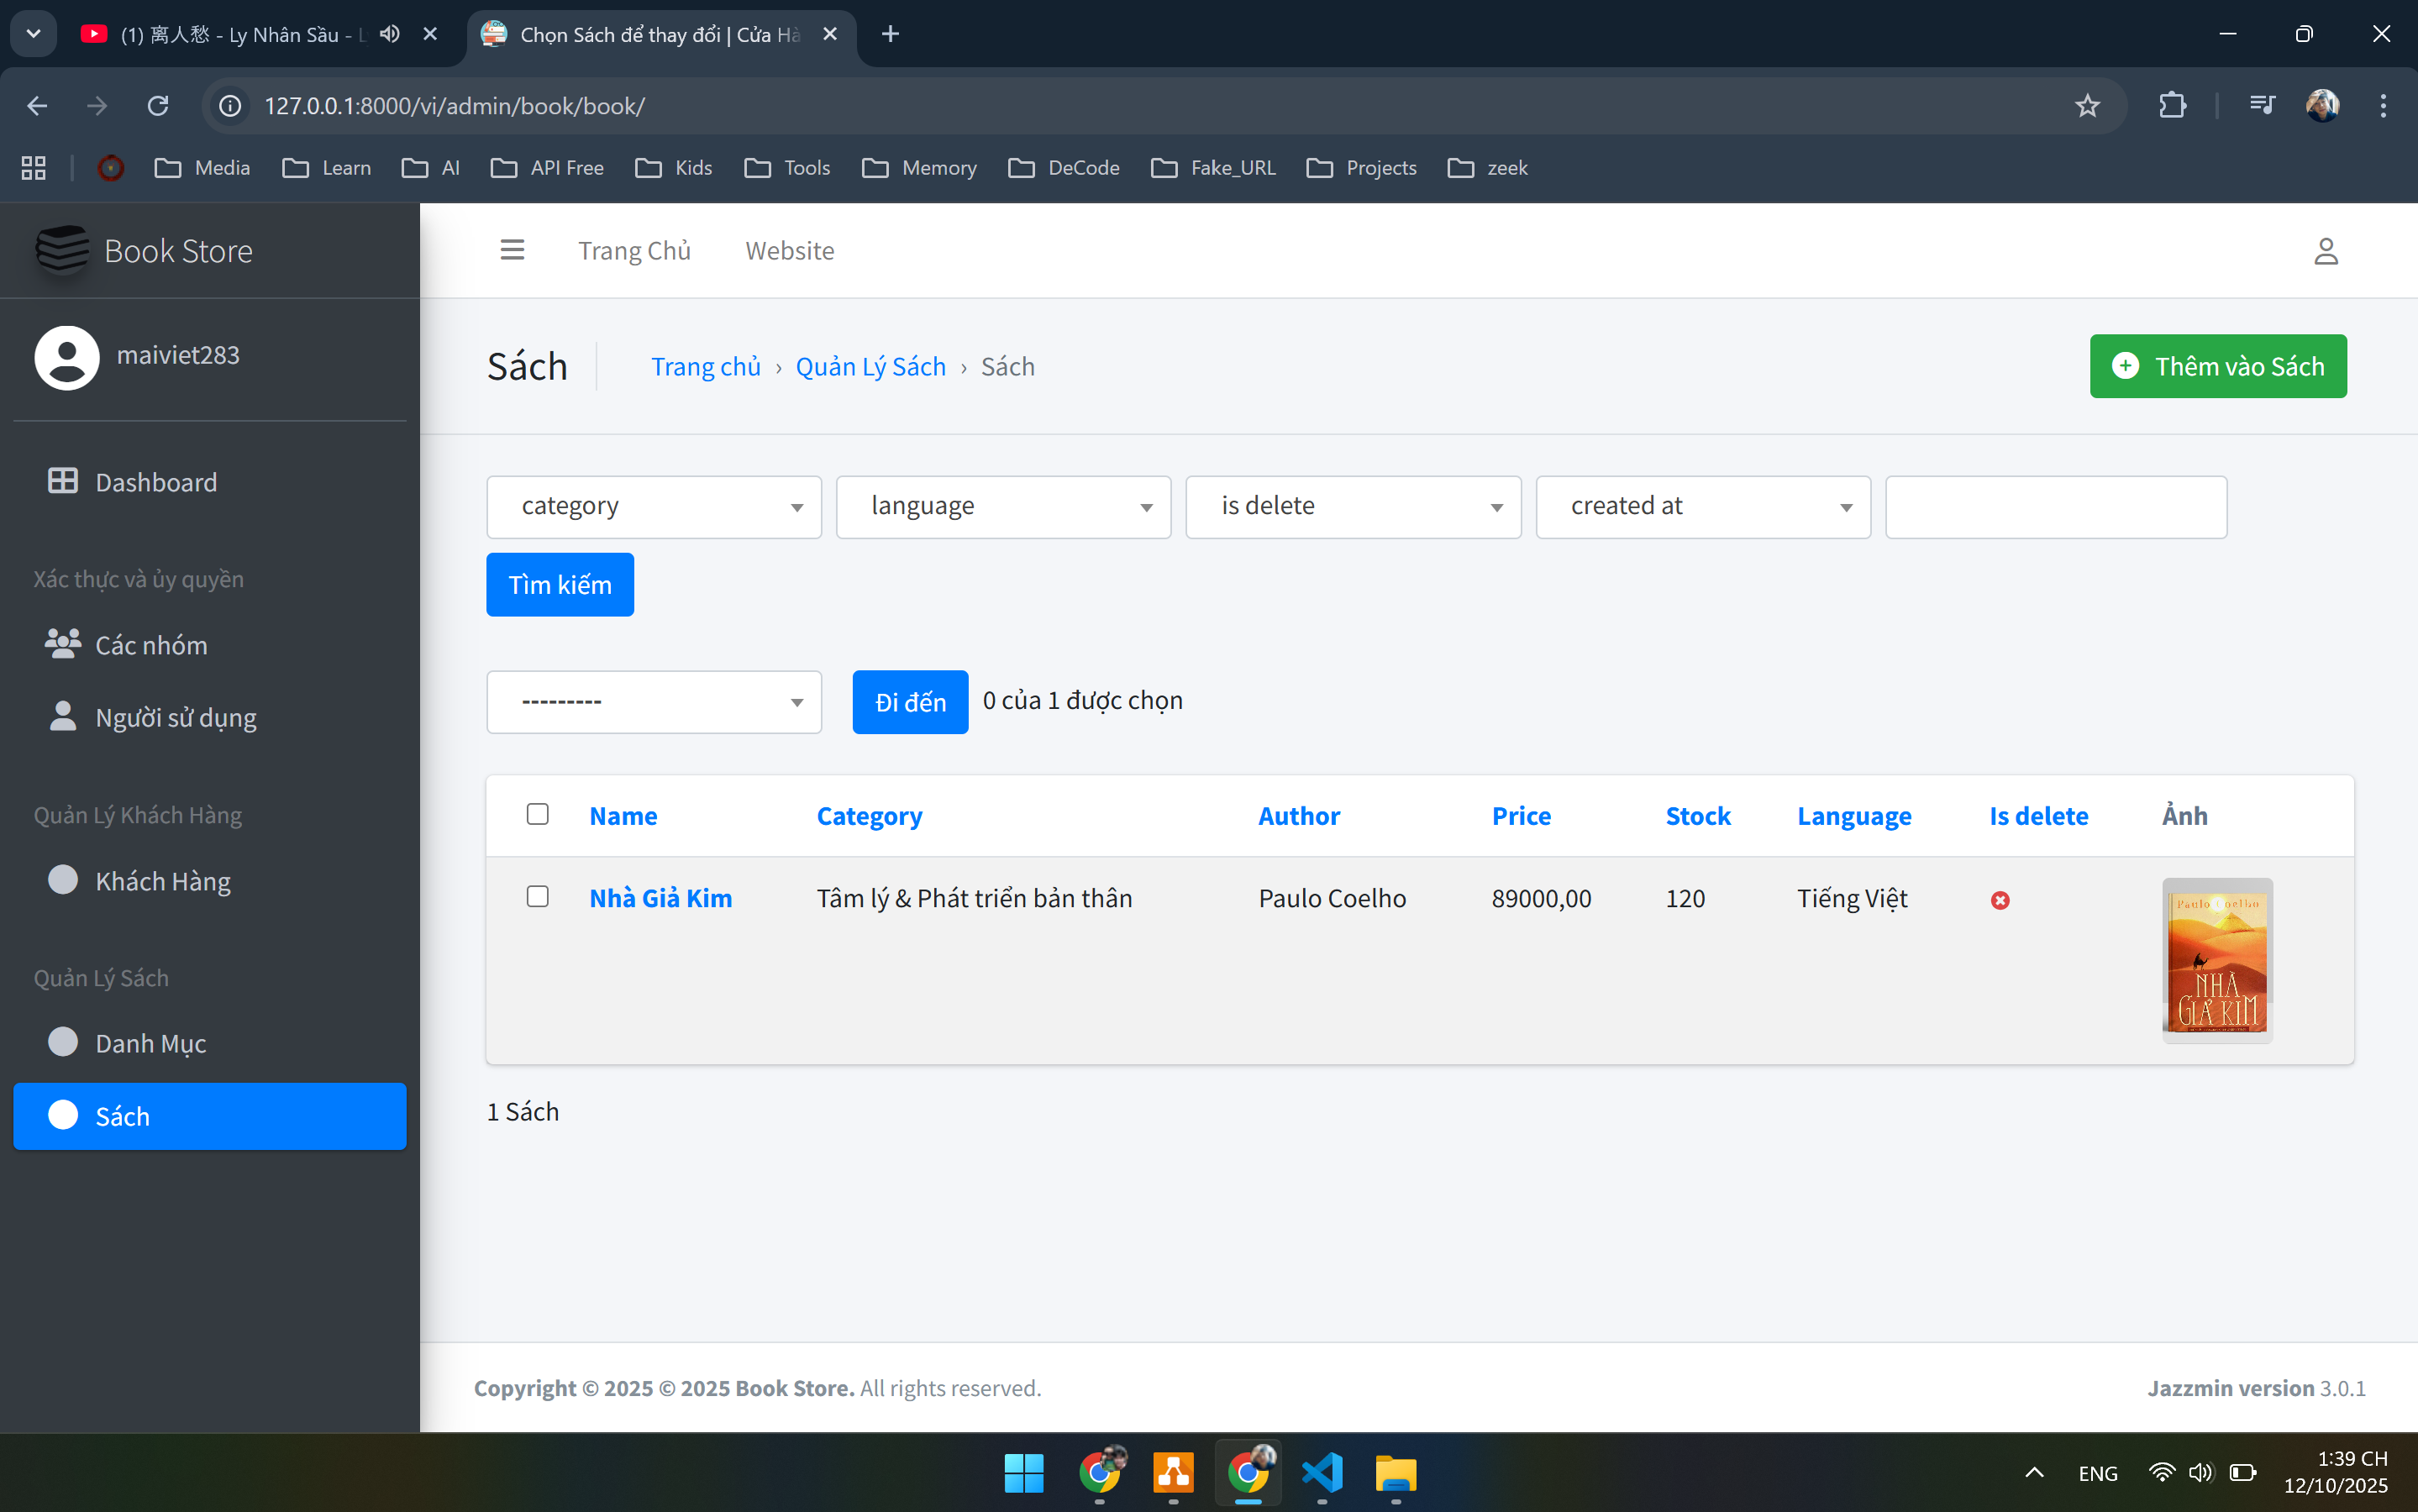 (1) 离人愁 - Ly Nhân Sầu - L
Chọn Sách để thay đổi | Cửa Hà
127.0.0.1:8000/vi/admin/book/book/
Media
Learn
AI
API Free
Kids
Tools
Memory
DeCode
Fake_URL
Projects
zeek
Book Store
Trang Chủ
Website
maiviet283
Sách
Trang chủ › Quản Lý Sách › Sách
Thêm vào Sách
Dashboard
Xác thực và ủy quyền
Các nhóm
Người sử dụng
Quản Lý Khách Hàng
Khách Hàng
Quản Lý Sách
Danh Mục
Sách
category
language
is delete
created at
Tìm kiếm
---------
Đi đến
0 của 1 được chọn
Name Category Author Price Stock Language Is delete Ảnh
Nhà Giả Kim Tâm lý & Phát triển bản thân Paulo Coelho 89000,00 120 Tiếng Việt
Paulo Coelho
NHÀ
GIẢ KIM
1 Sách
Copyright © 2025 © 2025 Book Store. All rights reserved.
Jazzmin version 3.0.1
ENG
1:39 CH
12/10/2025